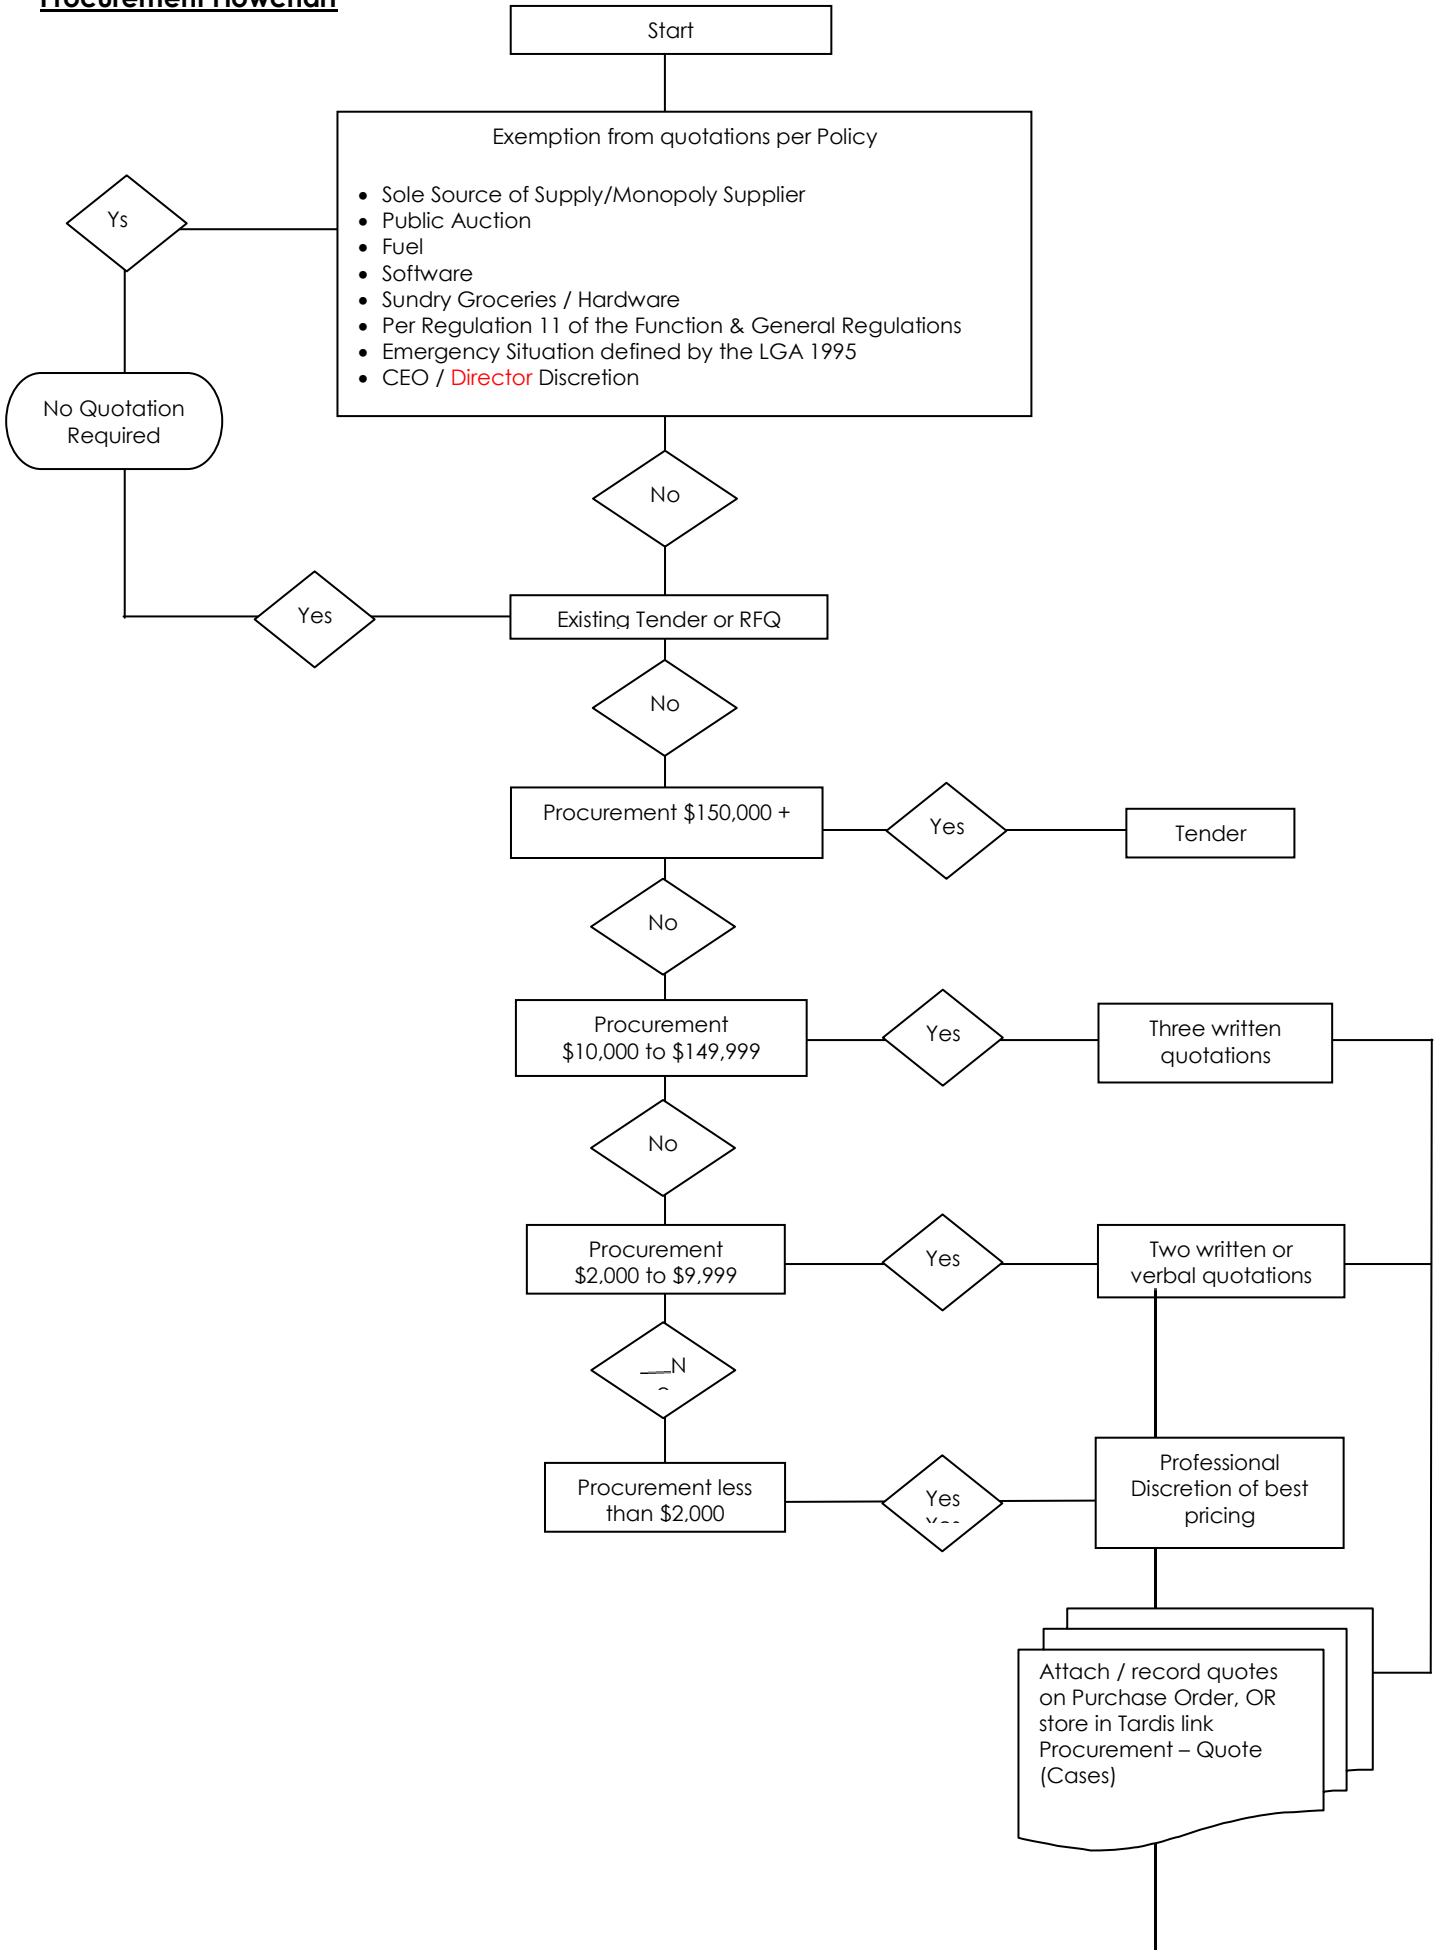 Procurement Flowchart
Start
Exemption from quotations per Policy
• Sole Source of Supply/Monopoly Supplier
• Public Auction
• Fuel
• Software
• Sundry Groceries / Hardware
• Per Regulation 11 of the Function & General Regulations
• Emergency Situation defined by the LGA 1995
• CEO / Director Discretion
Ys
No Quotation
Required
No
Yes
Existing Tender or RFQ
No
Procurement $150,000 +
Yes
Tender
No
Procurement
$10,000 to $149,999
Yes
Three written
quotations
No
Procurement
$2,000 to $9,999
Yes
Two written or
verbal quotations
N
Procurement less
than $2,000
Yes
Yes
Professional
Discretion of best
pricing
Attach / record quotes
on Purchase Order, OR
store in Tardis link
Procurement – Quote
(Cases)